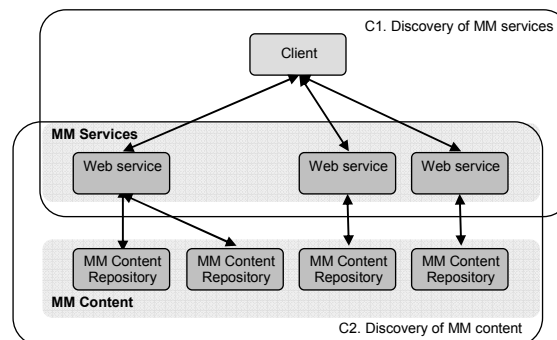 C1. Discovery of MM services
Client
MM Services
Web service
Web service
Web service
MM Content
Repository
MM Content
Repository
MM Content
Repository
MM Content
Repository
MM Content
C2. Discovery of MM content